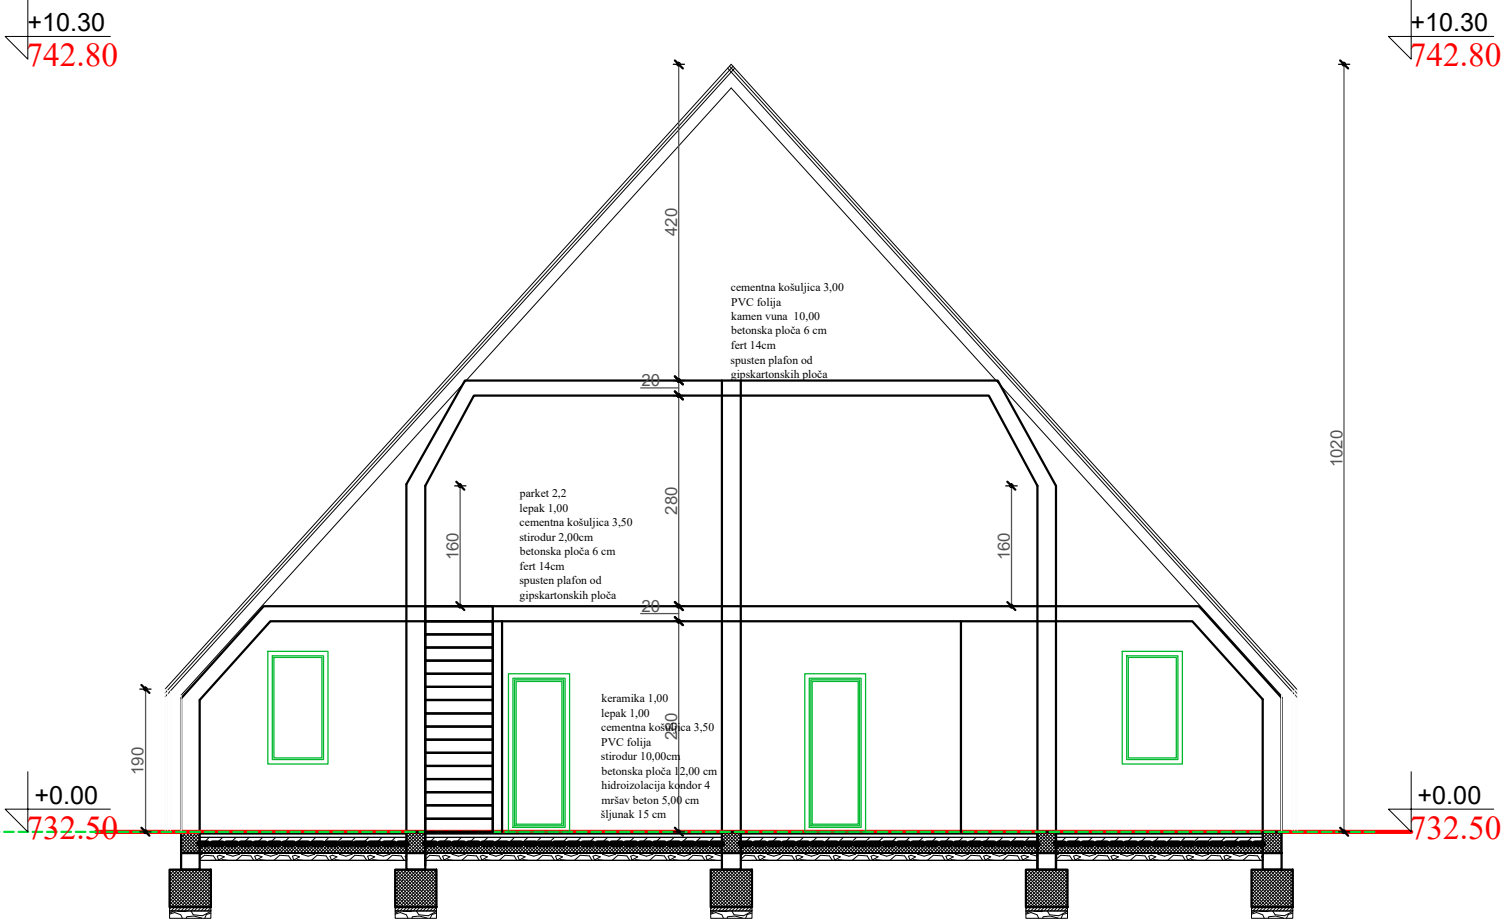 +10.30
742.80
+10.30
742.80
420
cementna košuljica 3,00
PVC folija
kamen vuna 10,00
betonska ploča 6 cm
fert 14cm
spusten plafon od
gipskartonskih ploča
20
1020
280
parket 2,2
lepak 1,00
cementna košuljica 3,50
stirodur 2,00cm
betonska ploča 6 cm
fert 14cm
spusten plafon od
gipskartonskih ploča
160
160
20
keramika 1,00
lepak 1,00
cementna košuljica 3,50
PVC folija
stirodur 10,00cm
betonska ploča 12,00 cm
hidroizolacija kondor 4
mršav beton 5,00 cm
šljunak 15 cm
280
190
+0.00
732.50
+0.00
732.50